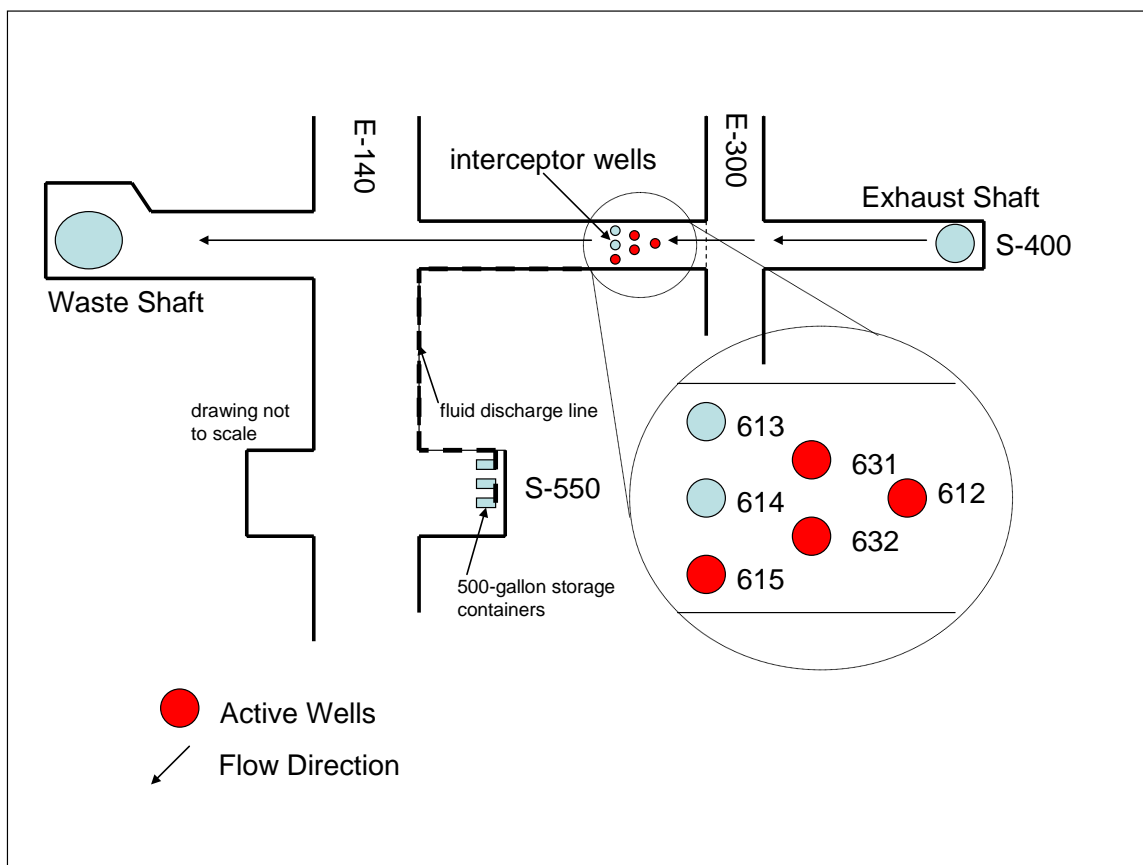 E-140
E-300
interceptor wells
Exhaust Shaft
S-400
Waste Shaft
drawing not
to scale
fluid discharge line
S-550
500-gallon storage
containers
613
631
614
612
632
615
Active Wells
Flow Direction